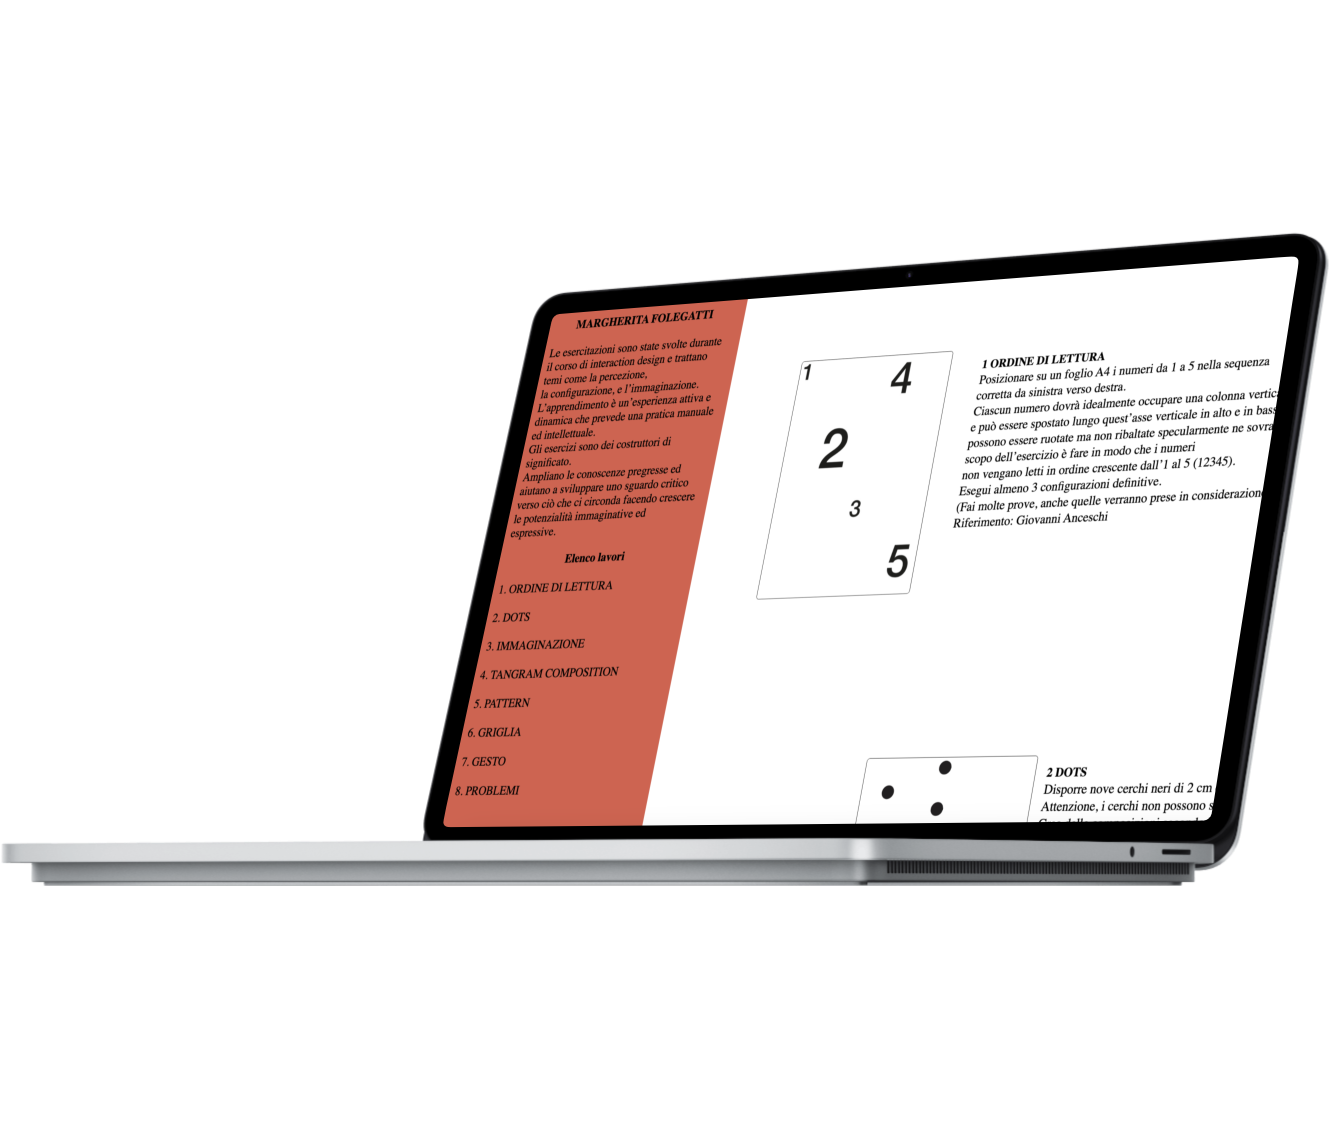 MARGHERITA FOLEGATTI
Le esercitazioni sono state svolte durante
il corso di interaction design e trattano
temi come la percezione,
la configurazione, e l'immaginazione.
L'apprendimento è un'esperienza attiva e
dinamica che prevede una pratica manuale
ed intellettuale.
Gli esercizi sono dei costruttori di
significato.
Ampliano le conoscenze pregresse ed
aiutano a sviluppare uno sguardo critico
verso ciò che ci circonda facendo crescere
le potenzialità immaginative ed
espressive.
Elenco lavori
1. ORDINE DI LETTURA
2. DOTS
3. IMMAGINAZIONE
4. TANGRAM COMPOSITION
5. PATTERN
6. GRIGLIA
7. GESTO
8. PROBLEMI
1
4
2
3
5
1 ORDINE DI LETTURA
Posizionare su un foglio A4 i numeri da 1 a 5 nella sequenza
corretta da sinistra verso destra.
Ciascun numero dovrà idealmente occupare una colonna vertic
e può essere spostato lungo quest'asse verticale in alto e in bass
possono essere ruotate ma non ribaltate specularmente ne sovra
scopo dell'esercizio è fare in modo che i numeri
non vengano letti in ordine crescente dall'1 al 5 (12345).
Esegui almeno 3 configurazioni definitive.
(Fai molte prove, anche quelle verranno prese in considerazione
Riferimento: Giovanni Anceschi
2 DOTS
Disporre nove cerchi neri di 2 cm
Attenzione, i cerchi non possono s